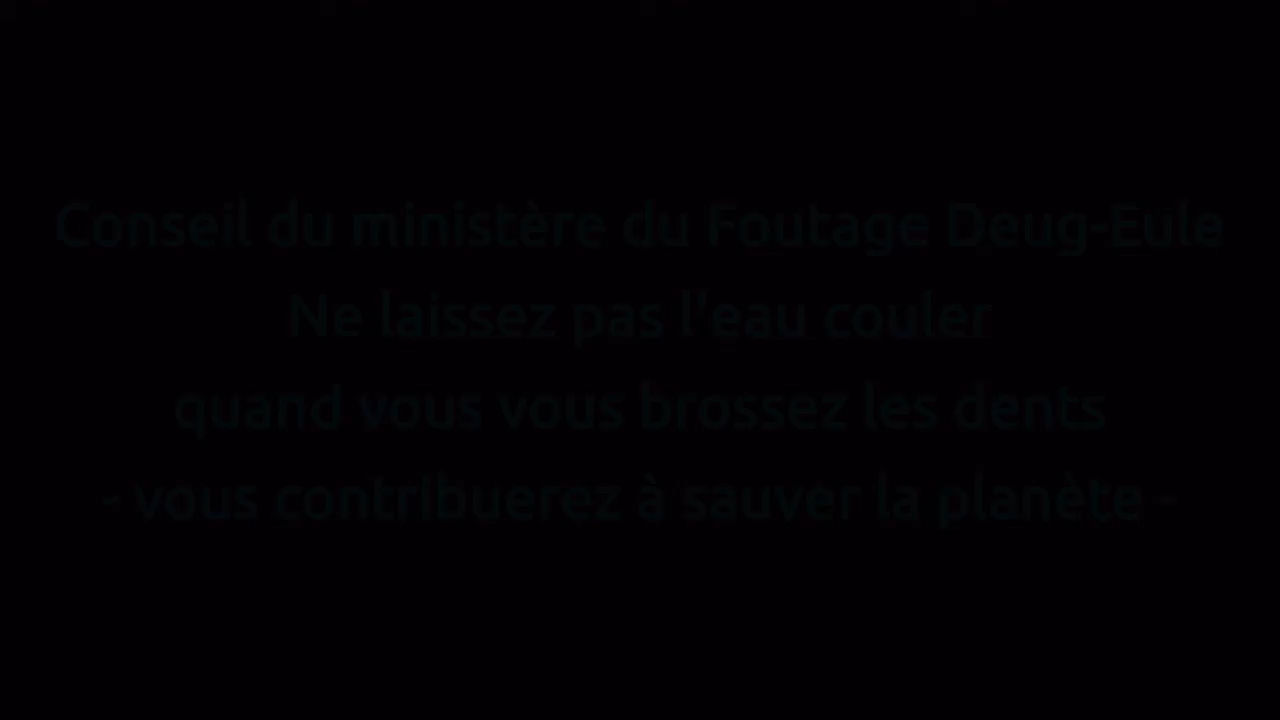 Conseil du ministère du Foutage Deug-Eule
Ne laissez pas l'eau couler
quand vous vous brossez les dents
- vous contribuerez à sauver la planète -